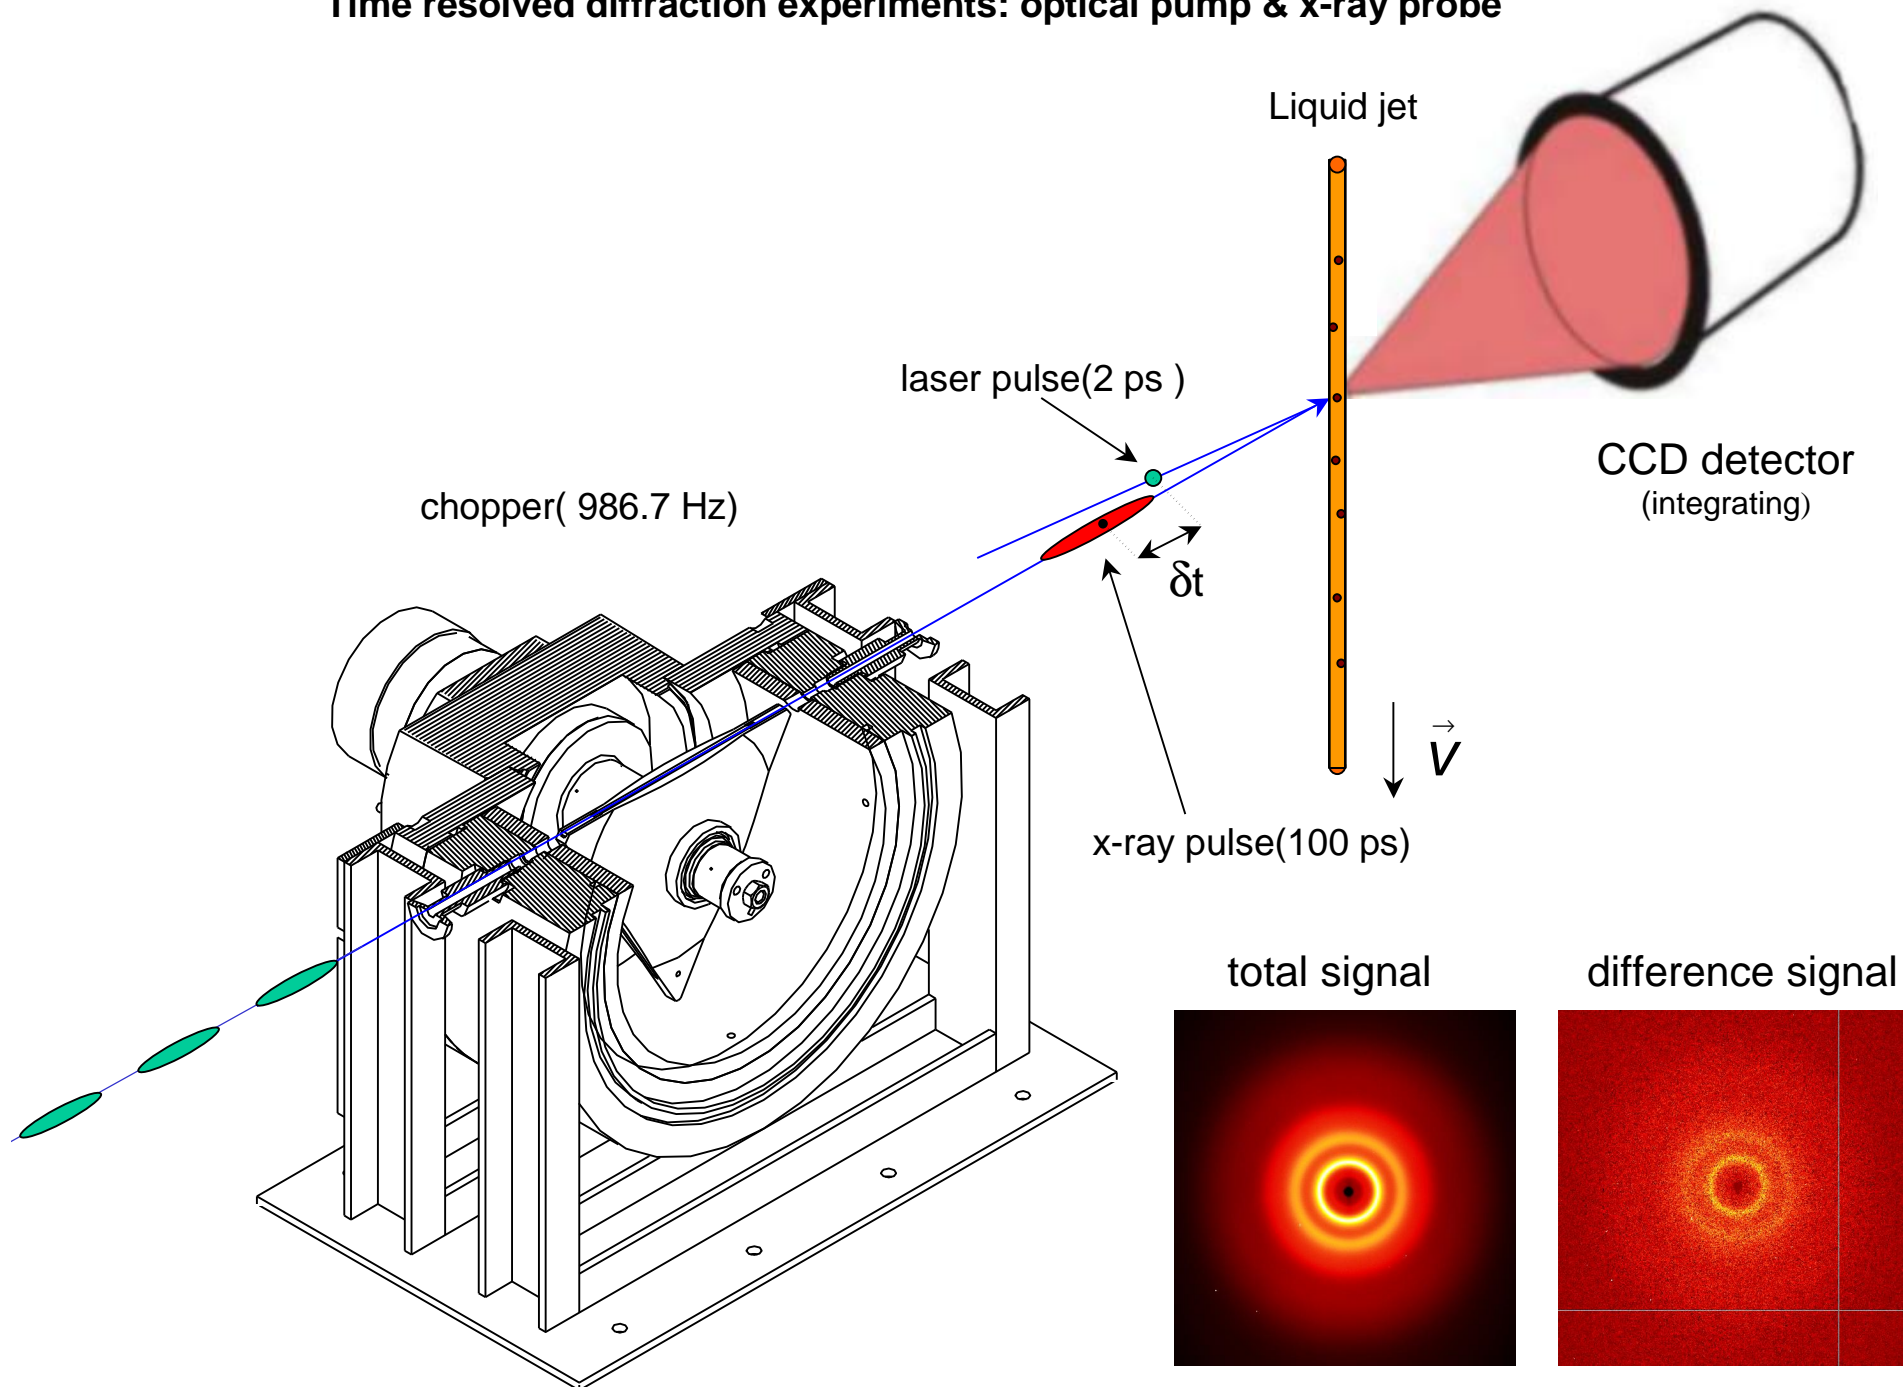 Time resolved diffraction experiments: optical pump & x-ray probe
Liquid jet
laser pulse(2 ps )
CCD detector
(integrating)
chopper( 986.7 Hz)
δt
v
x-ray pulse(100 ps)
total signal
difference signal